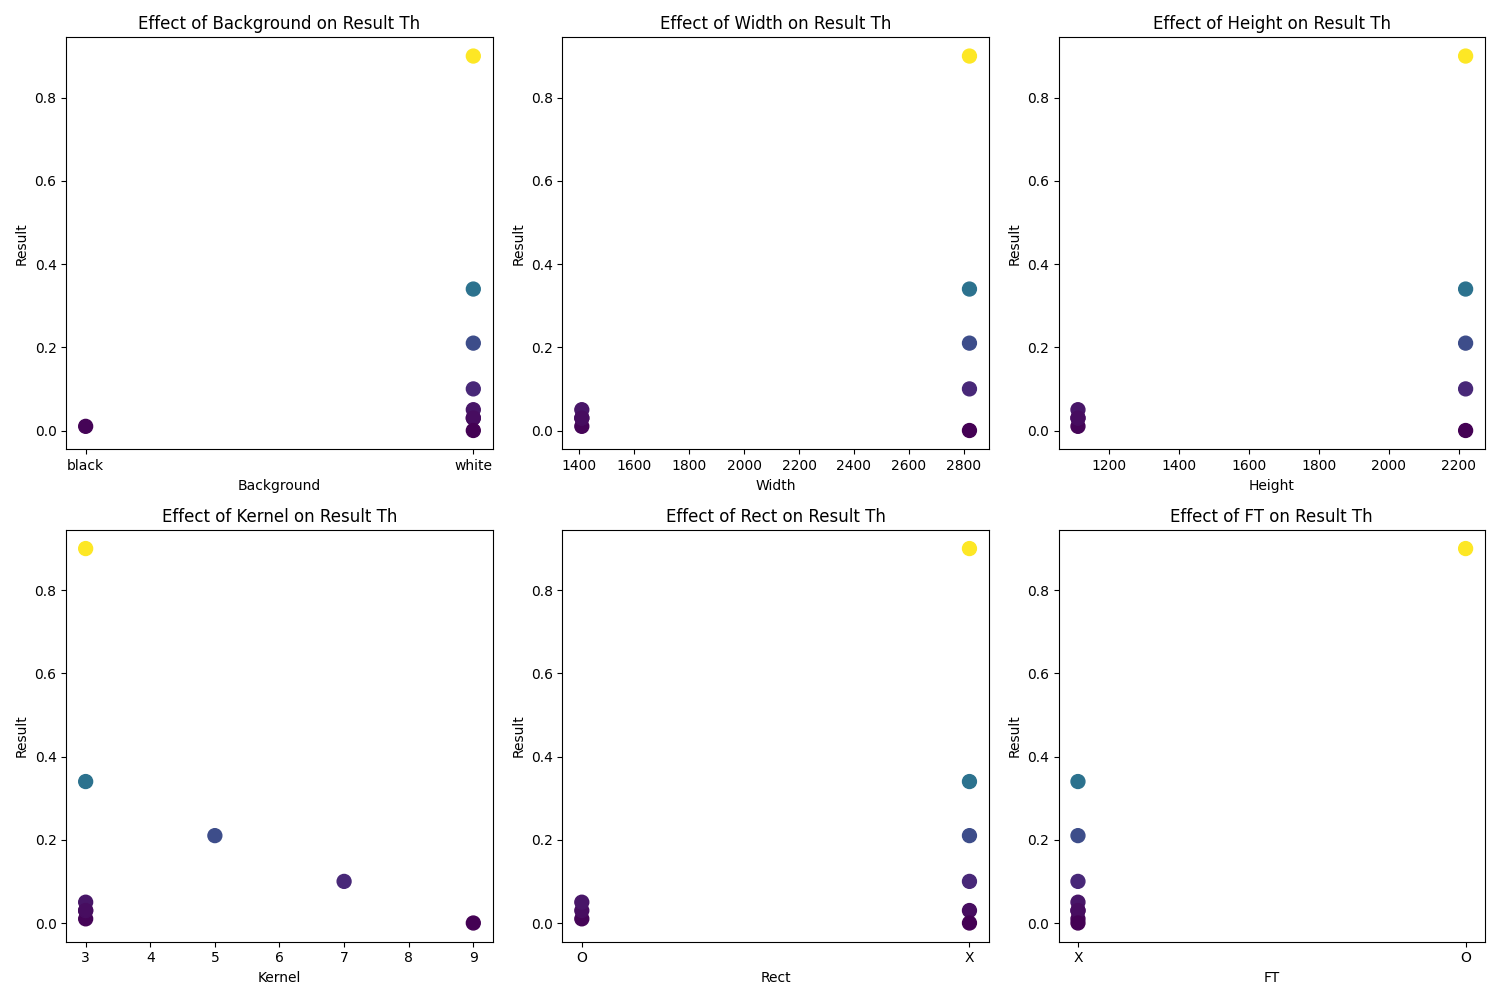 Effect of Background on Result Th
Effect of Width on Result Th
Effect of Height on Result Th
Result
0.8
0.6
0.4
0.2
0.0
black
white
Background
Result
0.8
0.6
0.4
0.2
0.0
1400 1600 1800 2000 2200 2400 2600 2800
Width
Result
0.8
0.6
0.4
0.2
0.0
1200 1400 1600 1800 2000 2200
Height
Effect of Kernel on Result Th
Effect of Rect on Result Th
Effect of FT on Result Th
Result
0.8
0.6
0.4
0.2
0.0
3 4 5 6 7 8 9
Kernel
Result
0.8
0.6
0.4
0.2
0.0
O X
Rect
Result
0.8
0.6
0.4
0.2
0.0
X O
FT